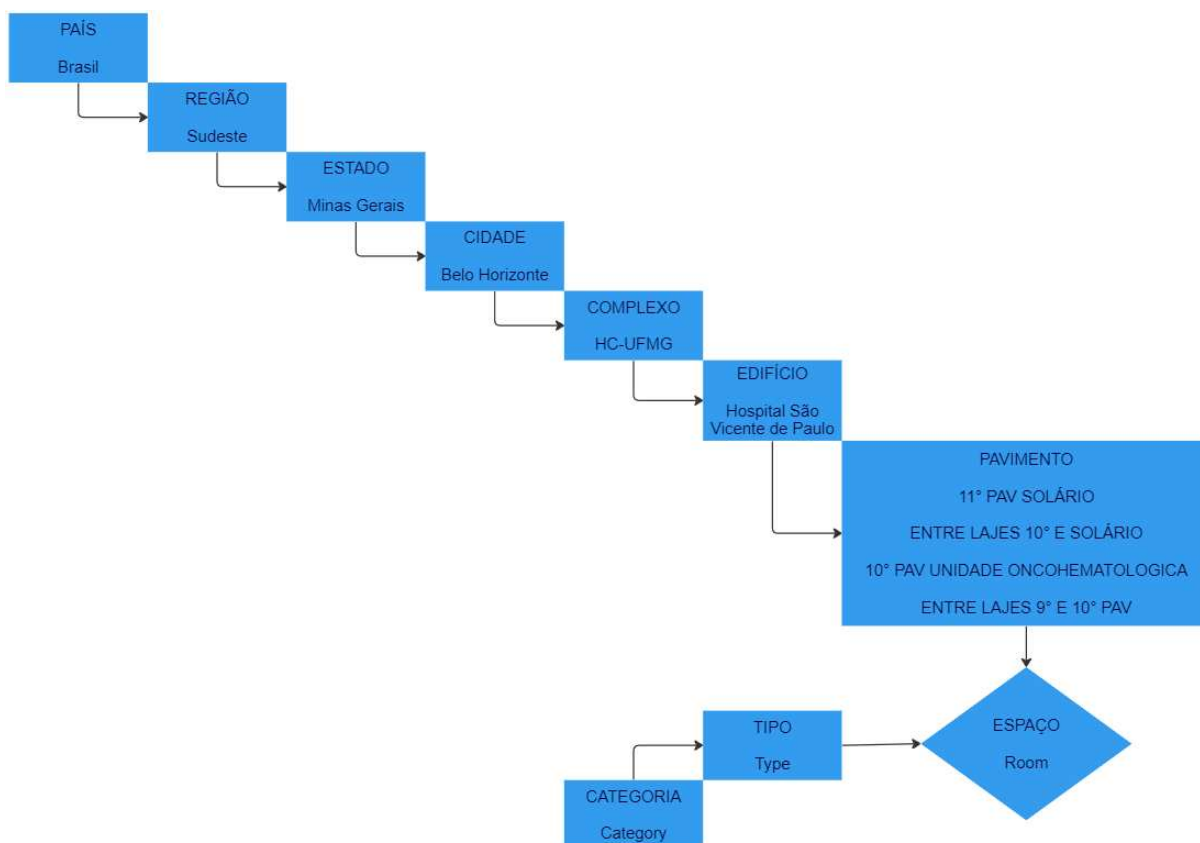 PAÍS
Brasil
REGIÃO
Sudeste
ESTADO
Minas Gerais
CIDADE
Belo Horizonte
COMPLEXO
HC-UFMG
EDIFÍCIO
Hospital São
Vicente de Paulo
PAVIMENTO
11° PAV SOLÁRIO
ENTRE LAJES 10° E SOLÁRIO
10° PAV UNIDADE ONCOHEMATOLOGICA
ENTRE LAJES 9° E 10° PAV
ESPAÇO
Room
TIPO
Type
CATEGORIA
Category